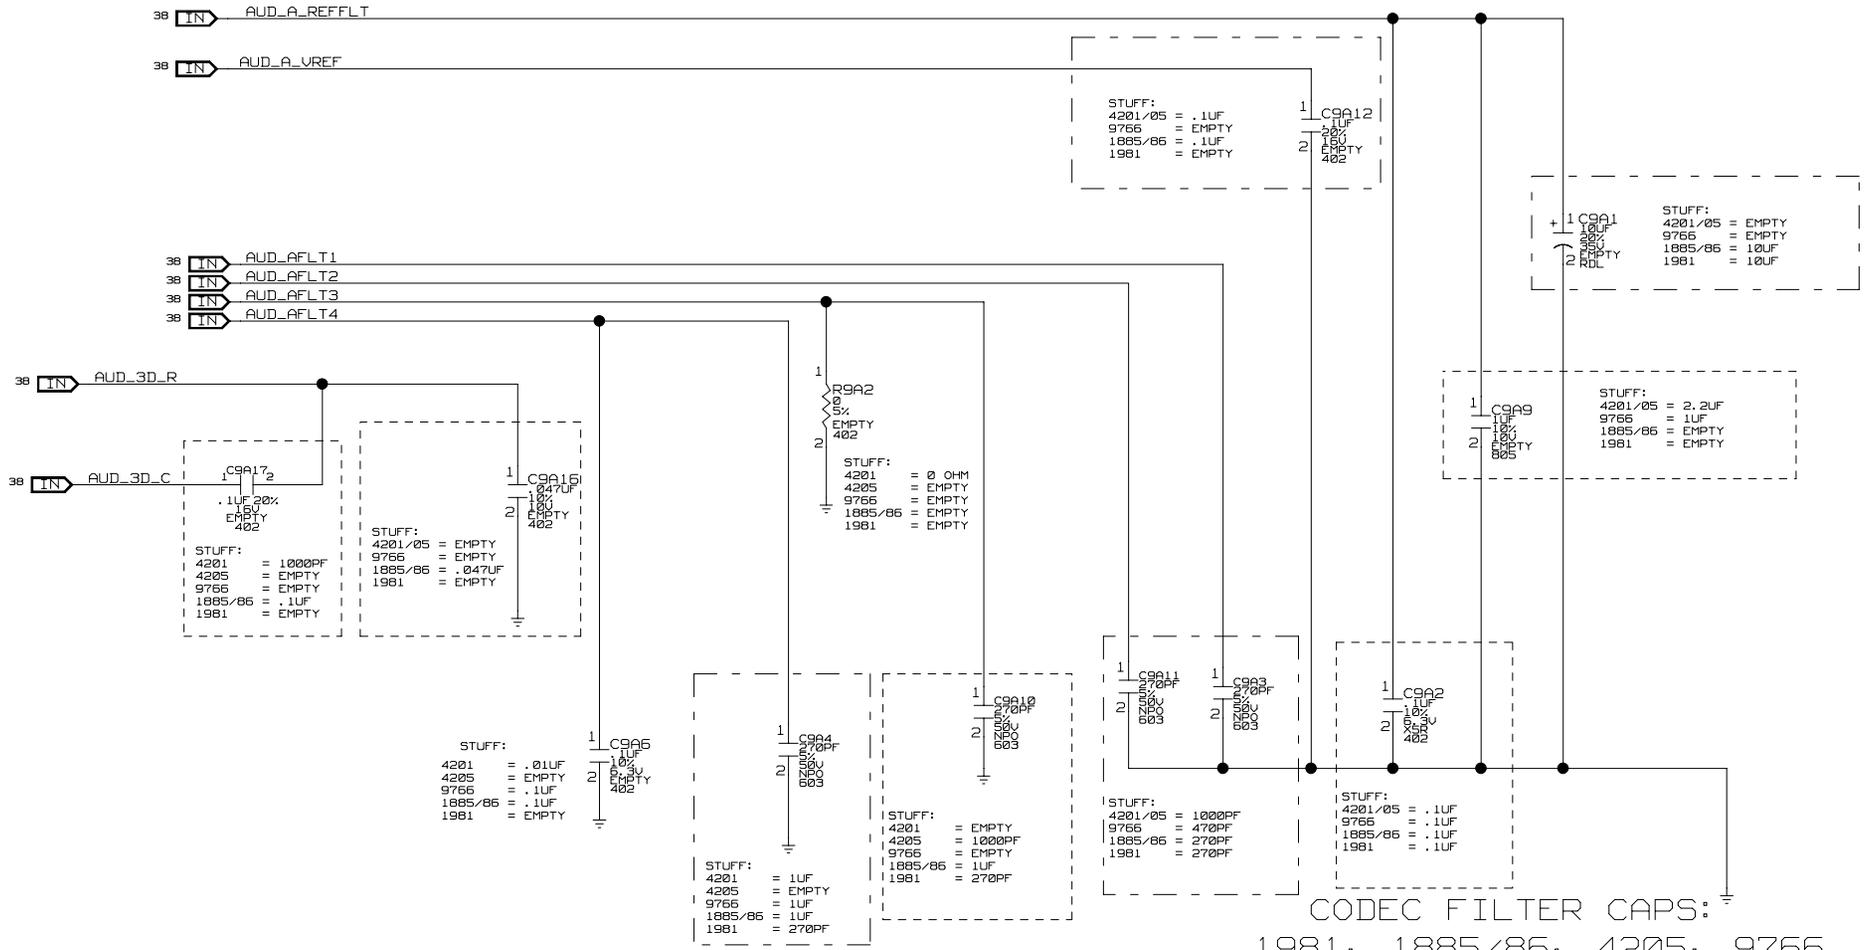 38 IN AUD_A_REFFLT
38 IN AUD_A_VREF
STUFF:
4201/05 = .1UF
9766 = EMPTY
1885/86 = .1UF
1981 = EMPTY
1 C9A12
.1UF
20%
16V
2 EMPTY
402
+ 1 C9A1
10UF
20%
35V
EMPTY
2 RDL
STUFF:
4201/05 = EMPTY
9766 = EMPTY
1885/86 = 10UF
1981 = 10UF
38 IN AUD_AFLT1
38 IN AUD_AFLT2
38 IN AUD_AFLT3
38 IN AUD_AFLT4
38 IN AUD_3D_R
38 IN AUD_3D_C
1 R9A2
0
5%
EMPTY
2 402
STUFF:
4201 = 0 OHM
4205 = EMPTY
9766 = EMPTY
1885/86 = EMPTY
1981 = EMPTY
1 C9A9
1UF
10%
10V
2 EMPTY
805
STUFF:
4201/05 = 2.2UF
9766 = 1UF
1885/86 = EMPTY
1981 = EMPTY
C9A17
1 2
.1UF 20%
16V
EMPTY
402
STUFF:
4201 = 1000PF
4205 = EMPTY
9766 = EMPTY
1885/86 = .1UF
1981 = EMPTY
1 C9A16
.047UF
10%
10V
2 EMPTY
402
STUFF:
4201/05 = EMPTY
9766 = EMPTY
1885/86 = .047UF
1981 = EMPTY
1 C9A6
.1UF
10%
6.3V
2 EMPTY
402
STUFF:
4201 = .01UF
4205 = EMPTY
9766 = .1UF
1885/86 = .1UF
1981 = EMPTY
1 C9A4
270PF
5%
50V
2 NPO
603
STUFF:
4201 = 1UF
4205 = EMPTY
9766 = 1UF
1885/86 = 1UF
1981 = 270PF
1 C9A10
270PF
5%
50V
2 NPO
603
STUFF:
4201 = EMPTY
4205 = 1000PF
9766 = EMPTY
1885/86 = 1UF
1981 = 270PF
1 C9A11
270PF
5%
50V
2 NPO
603
1 C9A3
270PF
5%
50V
2 NPO
603
STUFF:
4201/05 = 1000PF
9766 = 470PF
1885/86 = 270PF
1981 = 270PF
1 C9A2
.1UF
10%
6.3V
2 X5R
402
STUFF:
4201/05 = .1UF
9766 = .1UF
1885/86 = .1UF
1981 = .1UF
CODEC FILTER CAPS:
1981, 1885/86, 4205, 9766